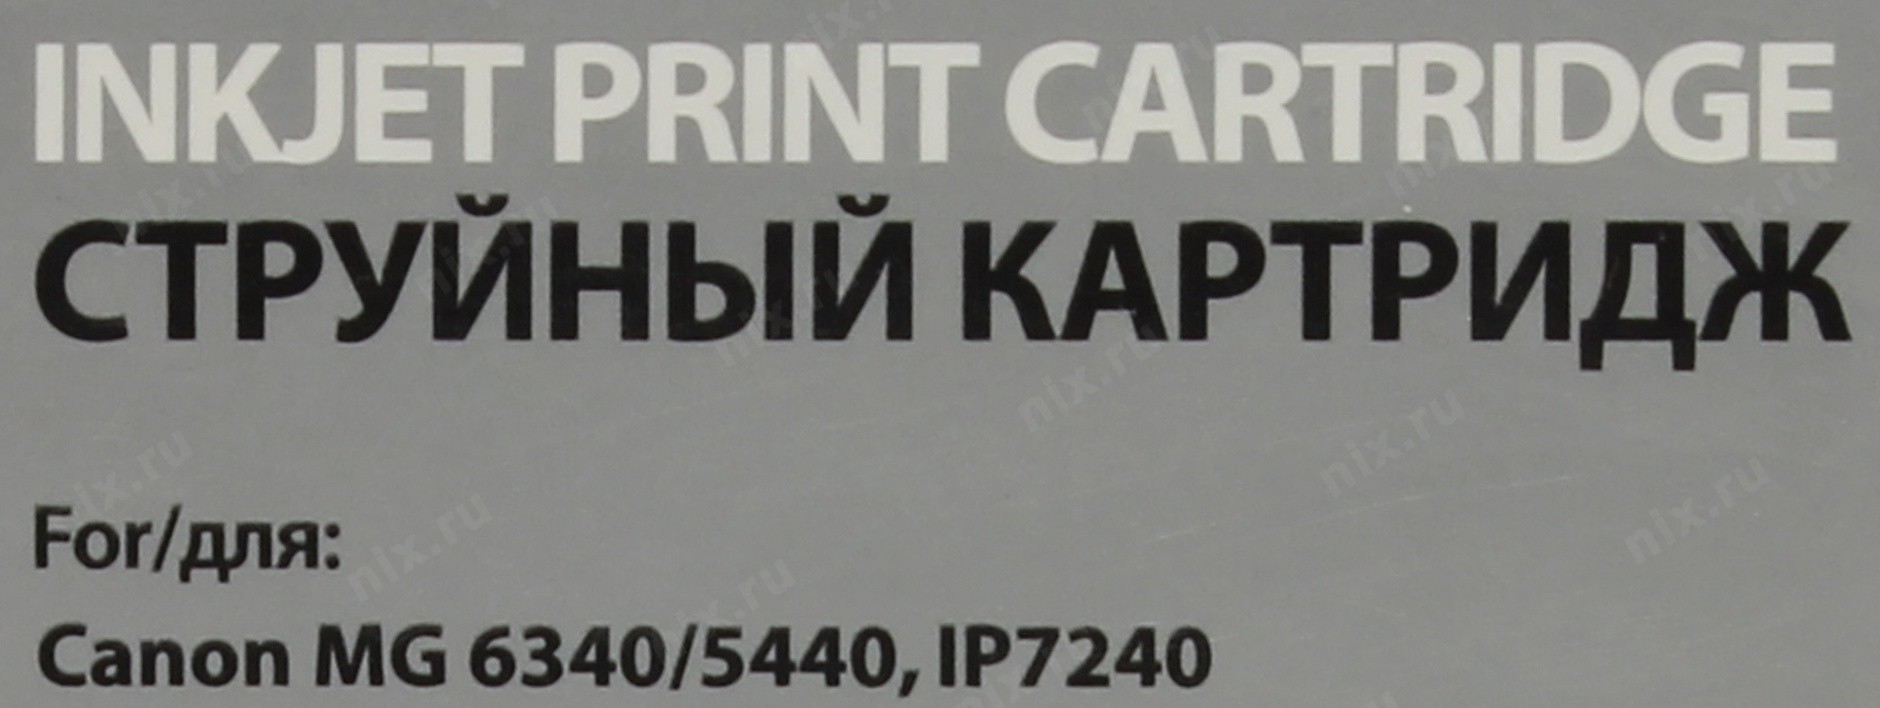 INKJET PRINT CARTRIDGE
СТРУЙНЫЙ КАРТРИДЖ
For/для:
Canon MG 6340/5440, IP7240